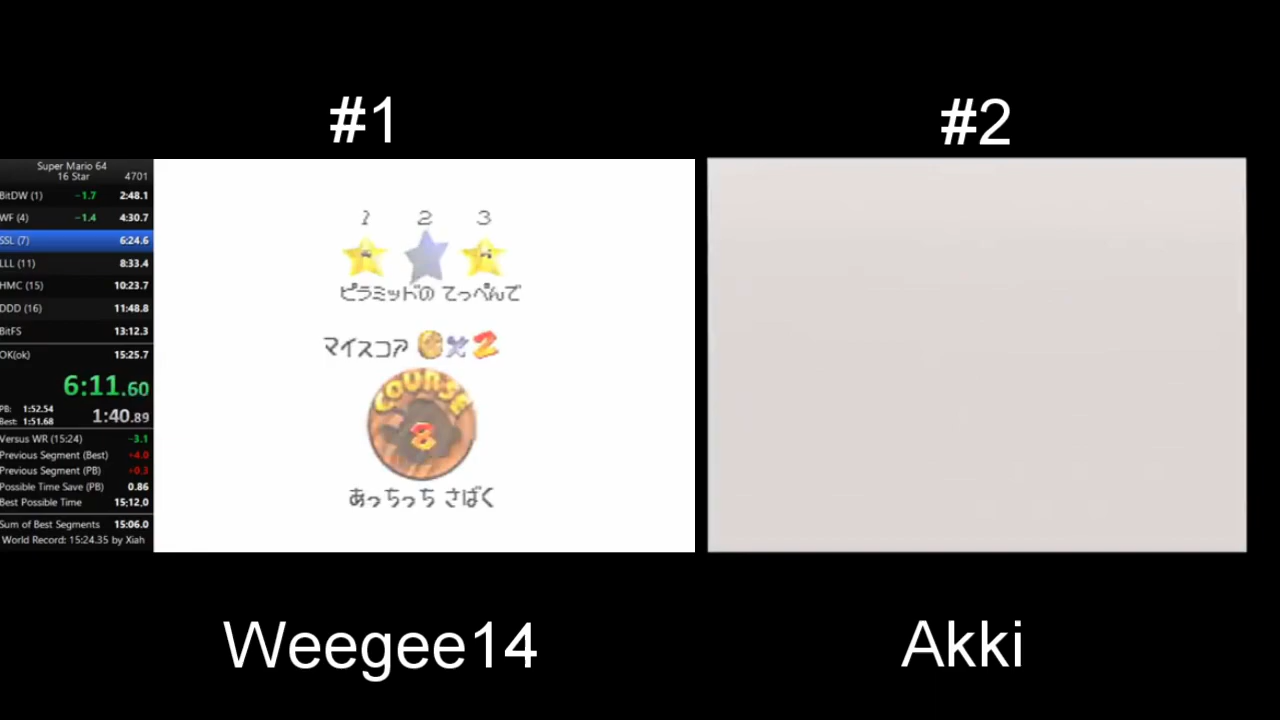 #1
#2
Super Mario 64
16 Star 4701
BitDW (1) -1.7 2:48.1
WF (4) -1.4 4:30.7
SSL (7) 6:24.6
LLL (11) 8:33.4
HMC (15) 10:23.7
DDD (16) 11:48.8
BitFS 13:12.3
OK(ok) 15:25.7
6:11.60
PB: 1:52.54
Best: 1:51.68
1:40.89
Versus WR (15:24) -3.1
Previous Segment (Best) +4.0
Previous Segment (PB) +0.3
Possible Time Save (PB) 0.86
Best Possible Time 15:12.0
Sum of Best Segments 15:06.0
World Record: 15:24.35 by Xiah
1 2 3
ピラミッドの てっぺんで
マイスコア × 2
COURSE
8
あっちっち さばく
Weegee14
Akki